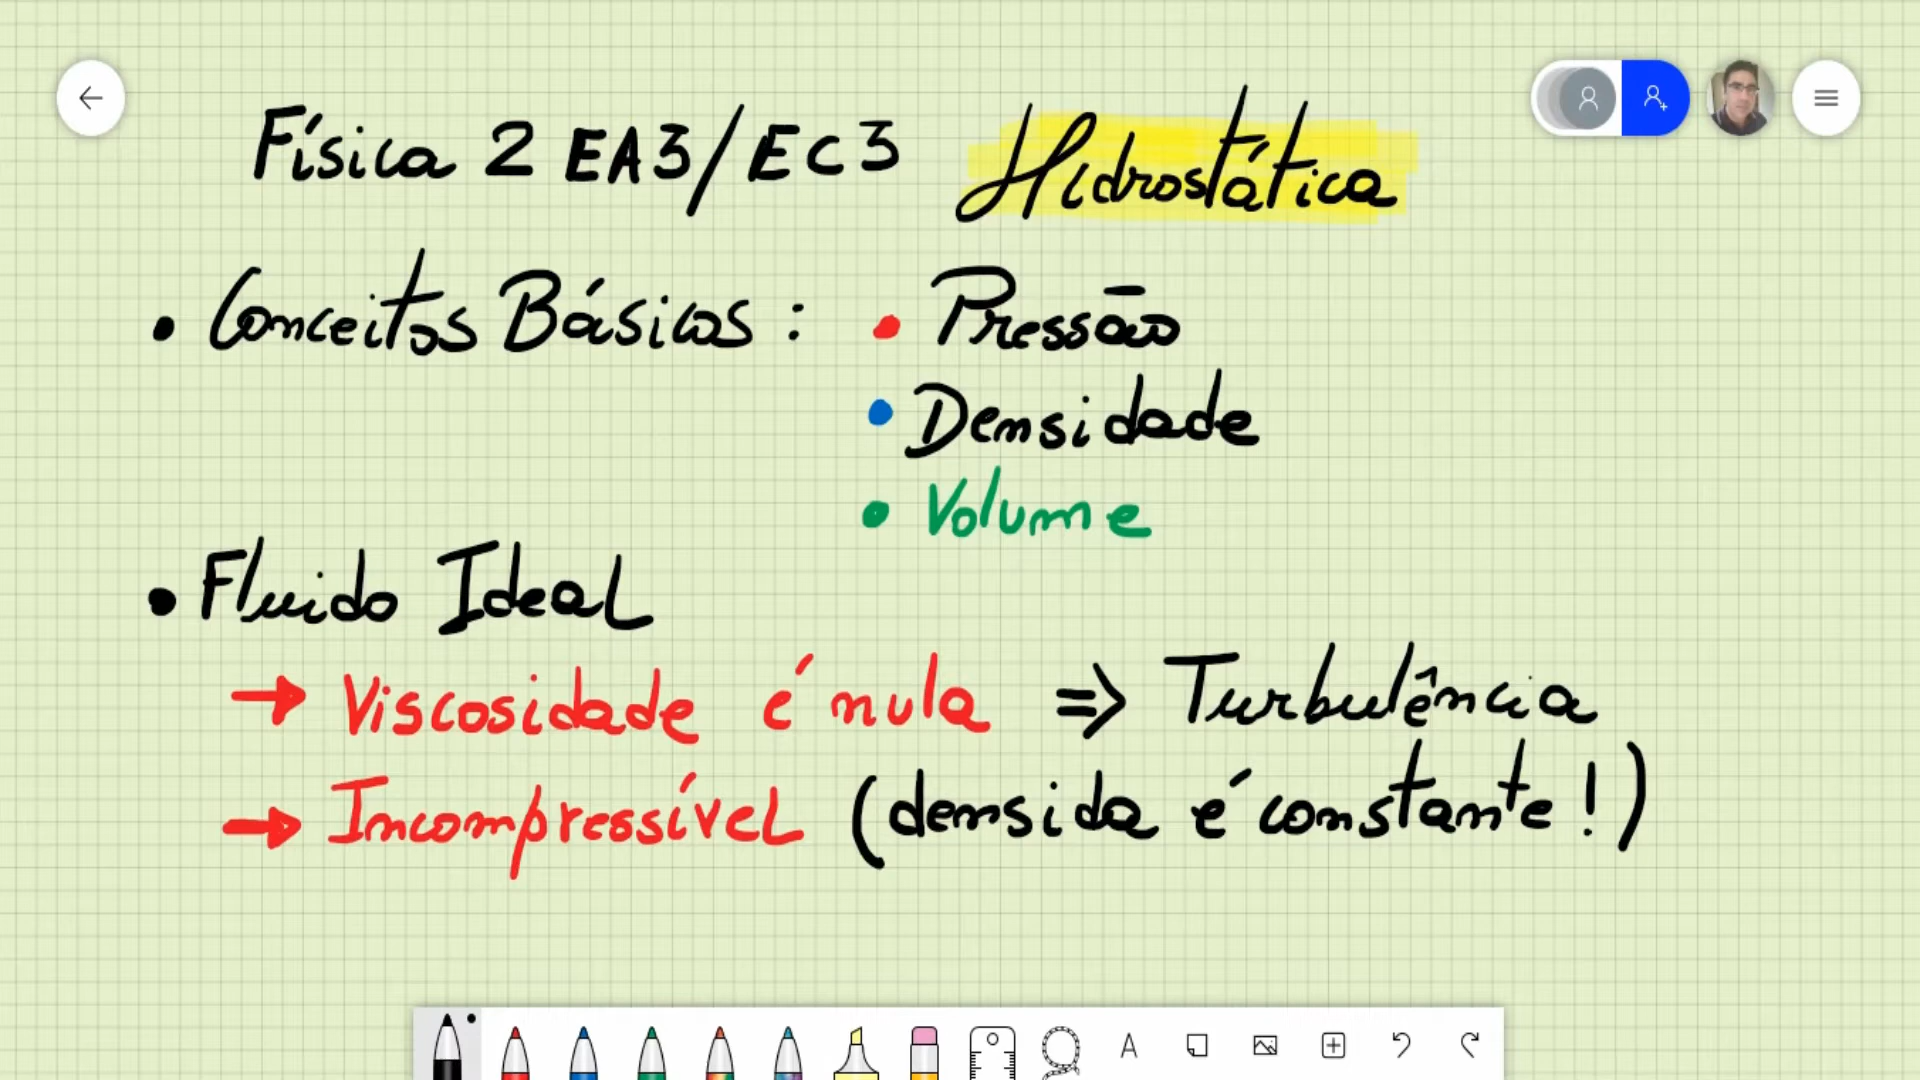 Física 2 EA3/EC3 Hidrostática
• Conceitos Básicos : • Pressão
• Densidade
• Volume
• Fluido Ideal
→ Viscosidade é nula ⇒ Turbulência
→ Incompressível (densida é constante!)
A